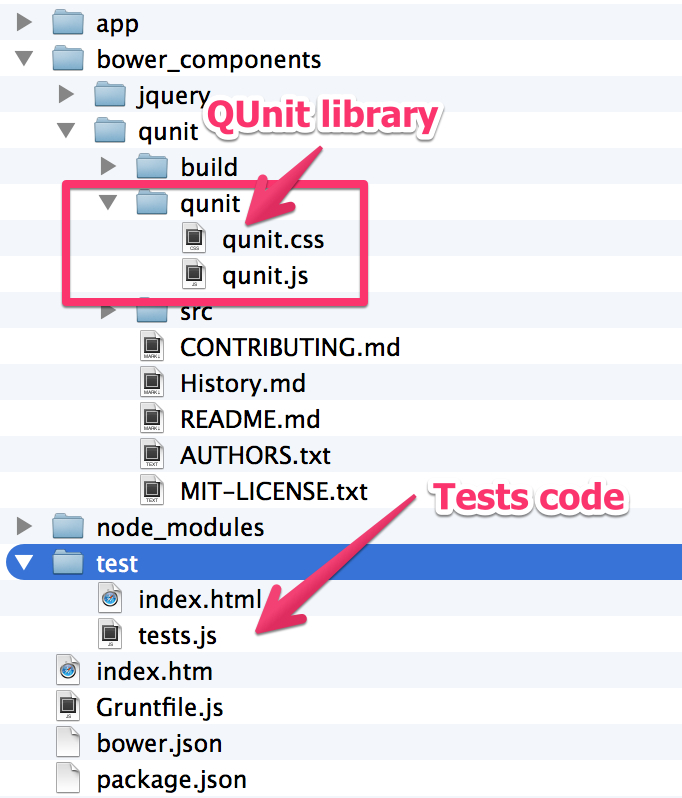 app
bower_components
jquery
QUnit library
qunit
build
qunit
qunit.css
CSS
qunit.js
JS
src
CONTRIBUTING.md
MARK
History.md
MARK
README.md
MARK
AUTHORS.txt
TEXT
MIT-LICENSE.txt
TEXT
Tests code
node_modules
test
index.html
tests.js
JS
index.htm
Gruntfile.js
JS
bower.json
package.json